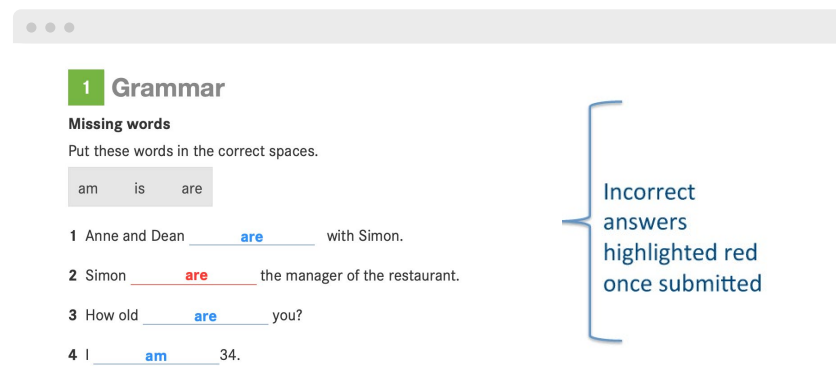 1 Grammar
Missing words
Put these words in the correct spaces.
am is are
1 Anne and Dean are with Simon.
2 Simon are the manager of the restaurant.
3 How old are you?
4 I am 34.
Incorrect
answers
highlighted red
once submitted